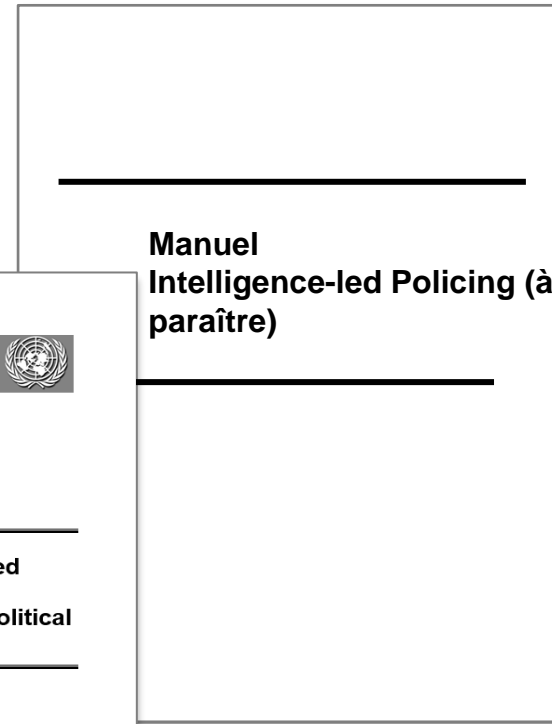 Manuel
Intelligence-led Policing (à
paraître)
ed
olitical